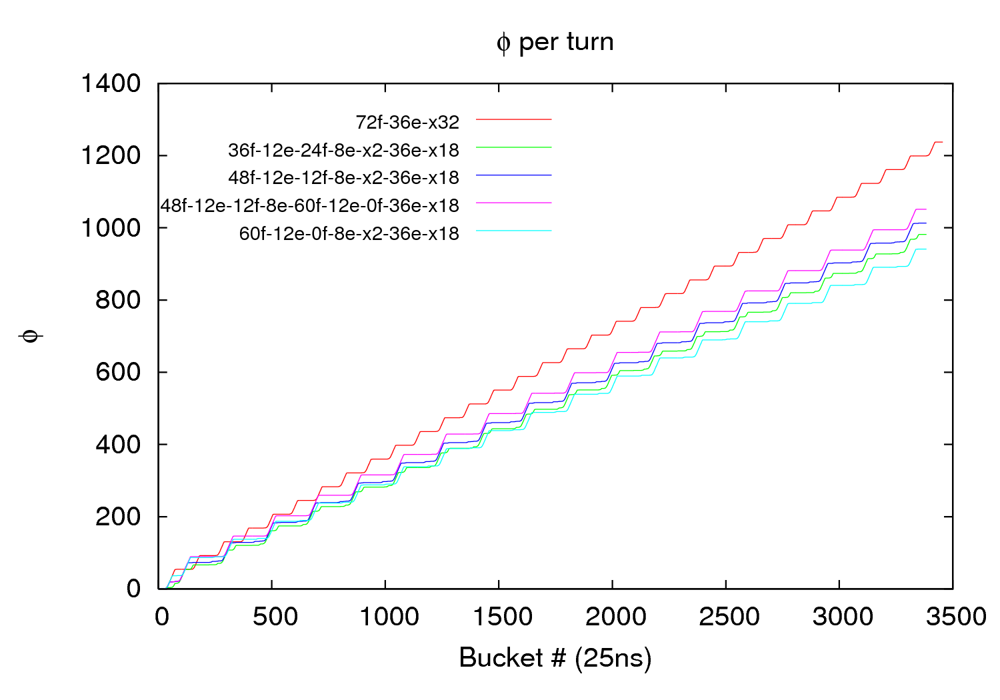 ϕ per turn
1400
1200
1000
800
600
400
200
0
ϕ
72f-36e-x32
36f-12e-24f-8e-x2-36e-x18
48f-12e-12f-8e-x2-36e-x18
48f-12e-12f-8e-60f-12e-0f-36e-x18
60f-12e-0f-8e-x2-36e-x18
0 500 1000 1500 2000 2500 3000 3500
Bucket # (25ns)